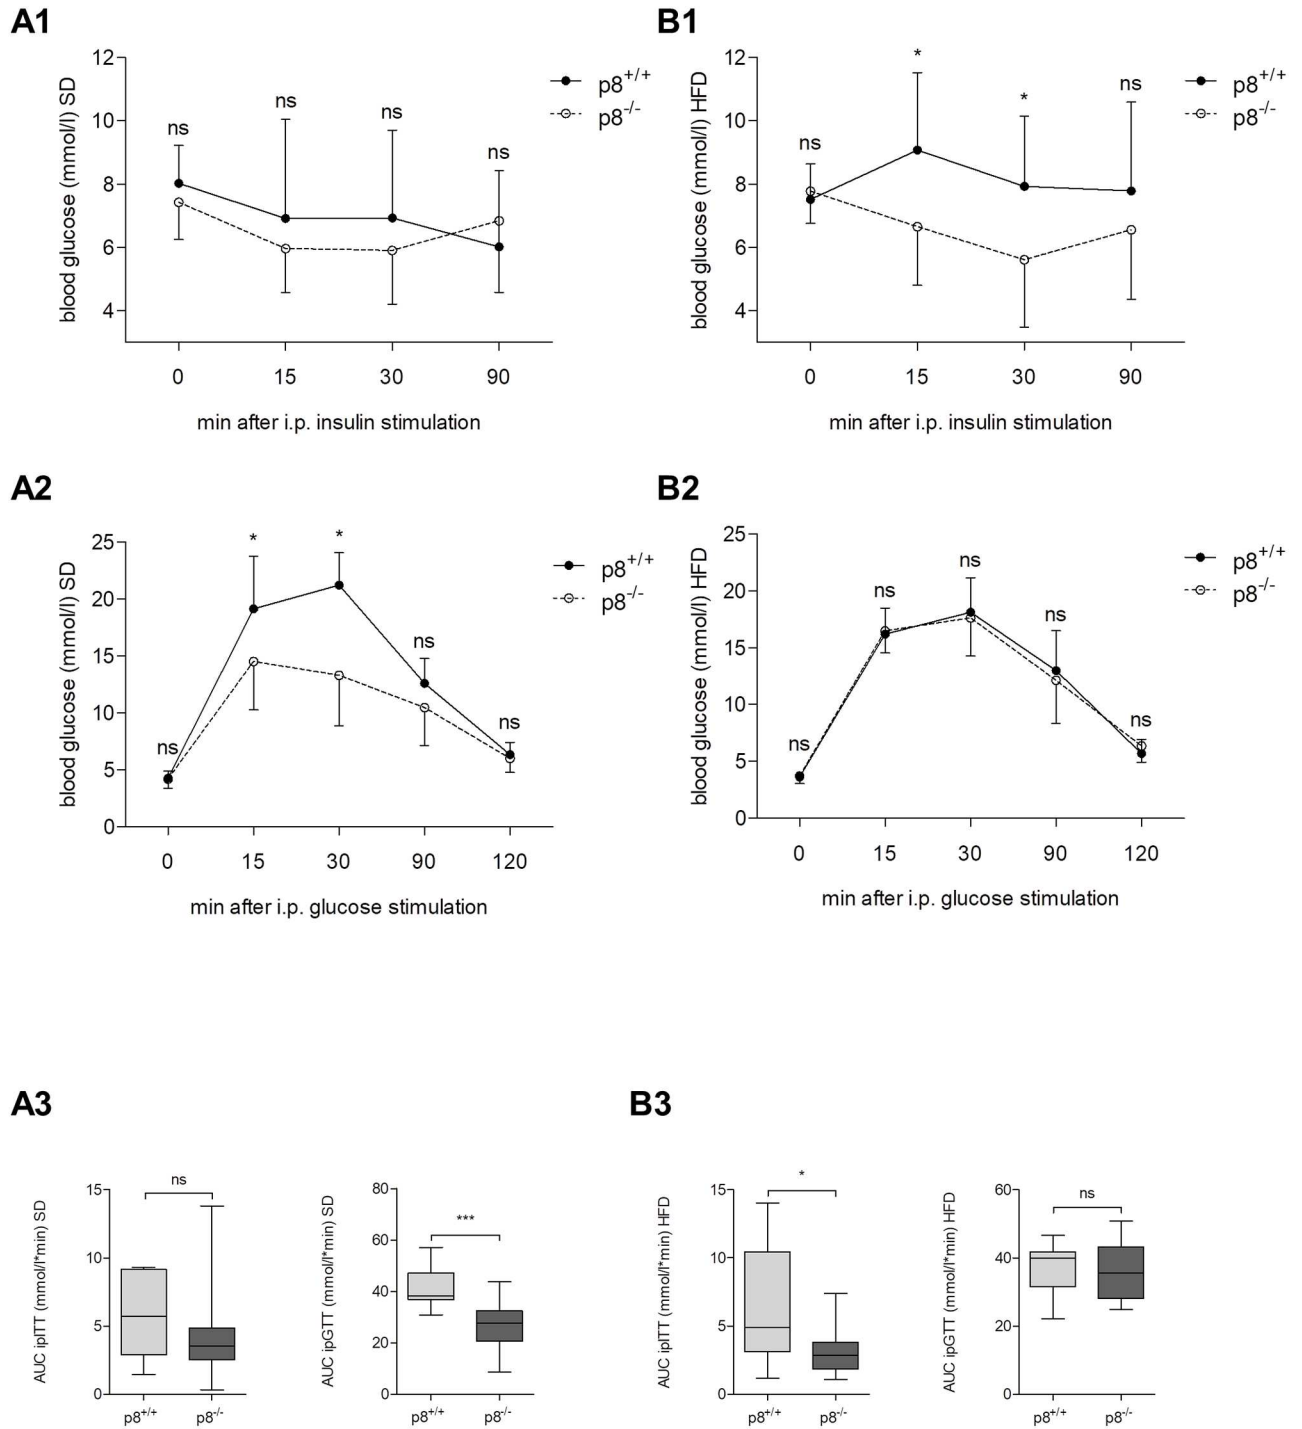 A1
B1
blood glucose (mmol/l) SD
12
10
8
6
4
ns
ns
ns
ns
p8+/+
p8-/-
0 15 30 90
min after i.p. insulin stimulation
blood glucose (mmol/l) HFD
12
10
8
6
4
ns
*
*
ns
p8+/+
p8-/-
0 15 30 90
min after i.p. insulin stimulation
A2
B2
blood glucose (mmol/l) SD
25
20
15
10
5
0
ns
*
*
ns
ns
p8+/+
p8-/-
0 15 30 90 120
min after i.p. glucose stimulation
blood glucose (mmol/l) HFD
25
20
15
10
5
0
ns
ns
ns
ns
ns
p8+/+
p8-/-
0 15 30 90 120
min after i.p. glucose stimulation
A3
B3
AUC ipITT (mmol/l*min) SD
15
10
5
0
ns
p8+/+ p8-/-
AUC ipGTT (mmol/l*min) SD
80
60
40
20
0
***
p8+/+ p8-/-
AUC ipITT (mmol/l*min) HFD
15
10
5
0
*
p8+/+ p8-/-
AUC ipGTT (mmol/l*min) HFD
60
40
20
0
ns
p8+/+ p8-/-